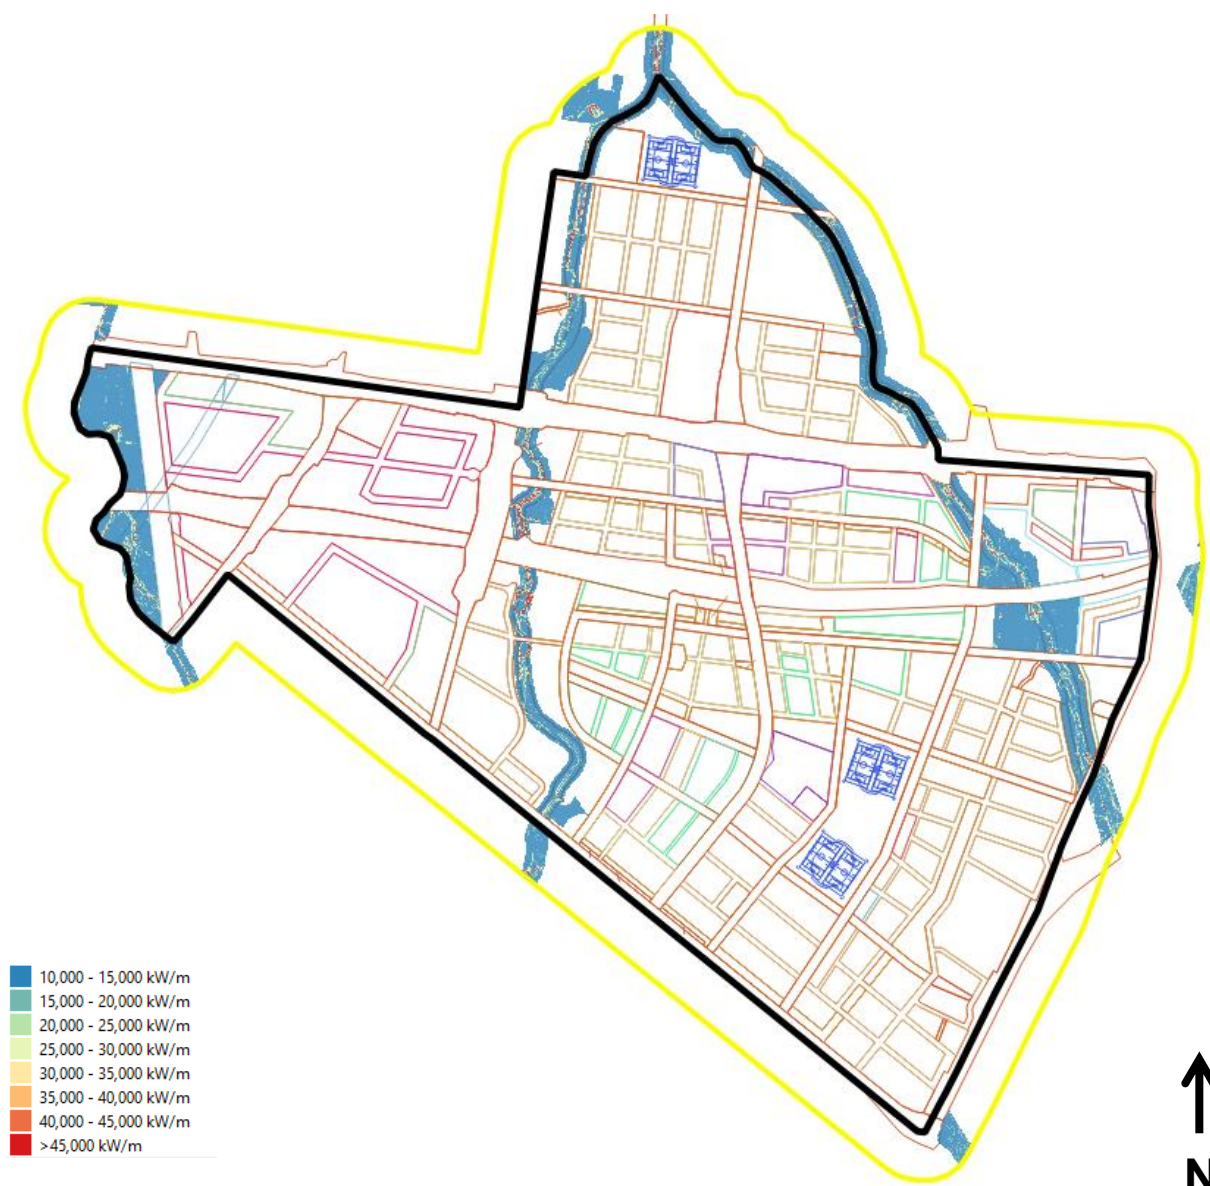 10,000 - 15,000 kW/m
15,000 - 20,000 kW/m
20,000 - 25,000 kW/m
25,000 - 30,000 kW/m
30,000 - 35,000 kW/m
35,000 - 40,000 kW/m
40,000 - 45,000 kW/m
>45,000 kW/m
N